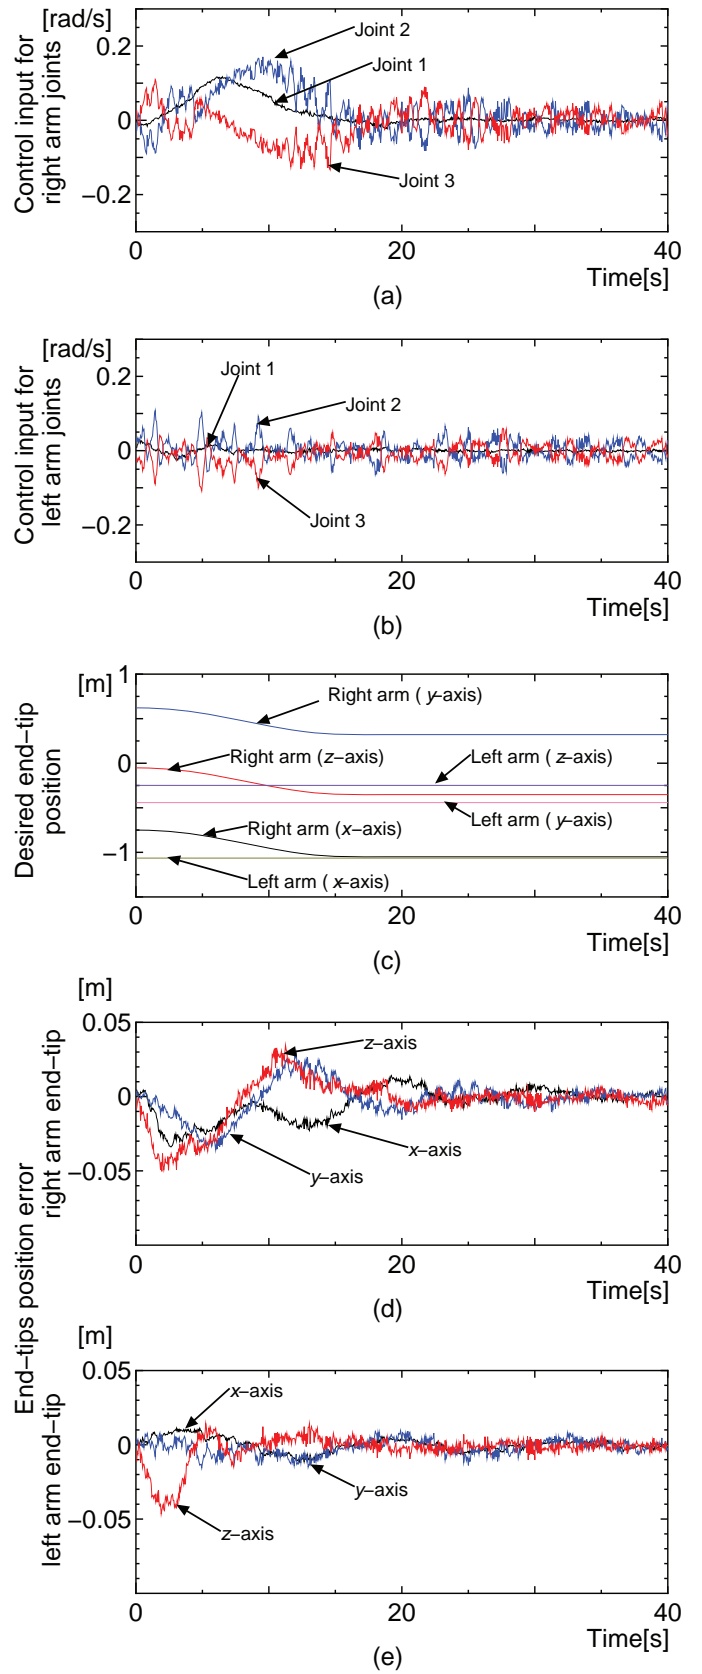 [rad/s]
Control input for
right arm joints
0.2
0
−0.2
Joint 2
Joint 1
Joint 3
0
20
40
Time[s]
(a)
[rad/s]
Control input for
left arm joints
0.2
0
−0.2
Joint 1
Joint 2
Joint 3
0
20
40
Time[s]
(b)
[m]
Desired end−tip
position
1
0
−1
Right arm ( y−axis)
Right arm (z−axis)
Left arm ( z−axis)
Left arm ( y−axis)
Right arm (x−axis)
Left arm ( x−axis)
0
20
40
Time[s]
(c)
[m]
End−tips position error
right arm end−tip
0.05
0
−0.05
z−axis
x−axis
y−axis
0
20
40
Time[s]
(d)
[m]
left arm end−tip
0.05
0
−0.05
x−axis
y−axis
z−axis
0
20
40
Time[s]
(e)